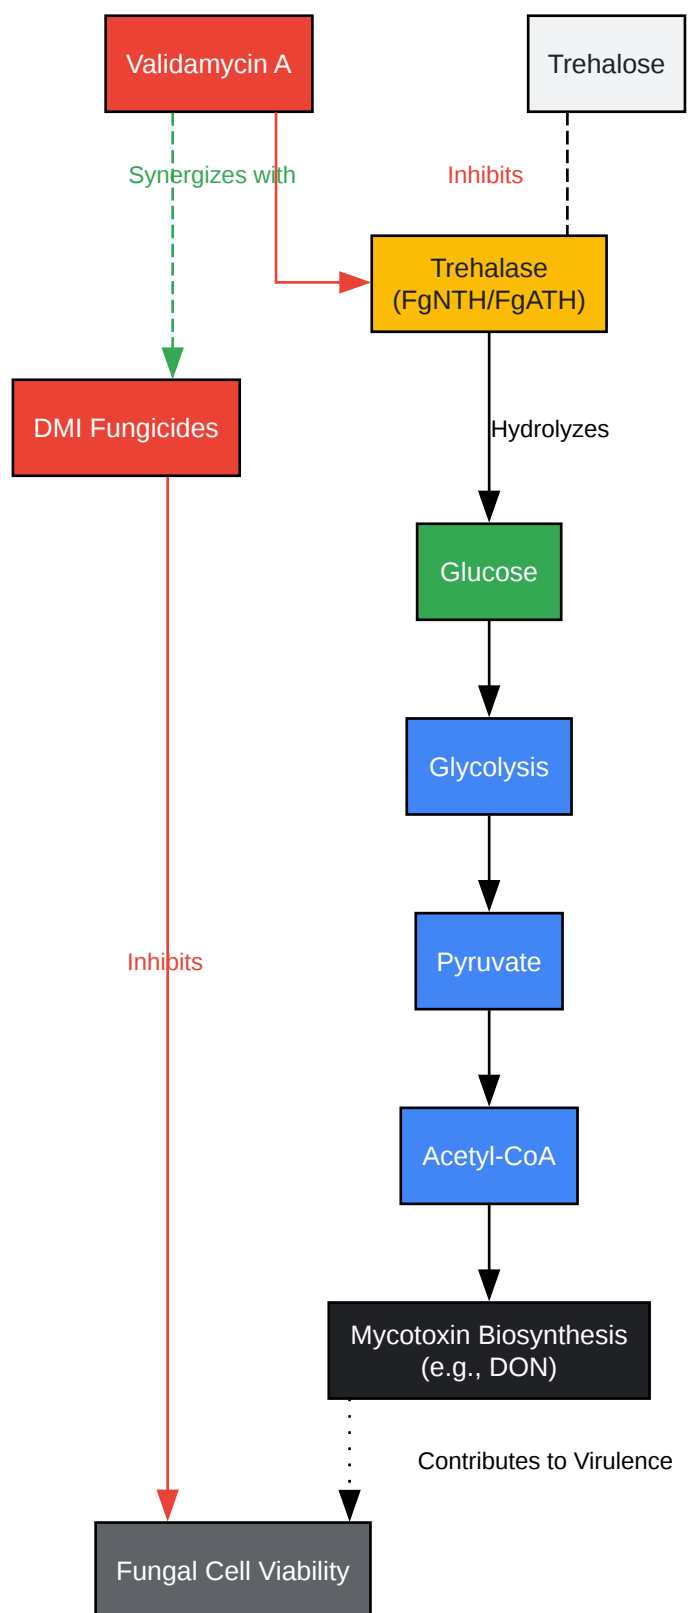 Validamycin A
Trehalose
Synergizes with
Inhibits
Trehalase
(FgNTH/FgATH)
DMI Fungicides
Hydrolyzes
Glucose
Glycolysis
Inhibits
Pyruvate
Acetyl-CoA
Mycotoxin Biosynthesis
(e.g., DON)
Contributes to Virulence
Fungal Cell Viability